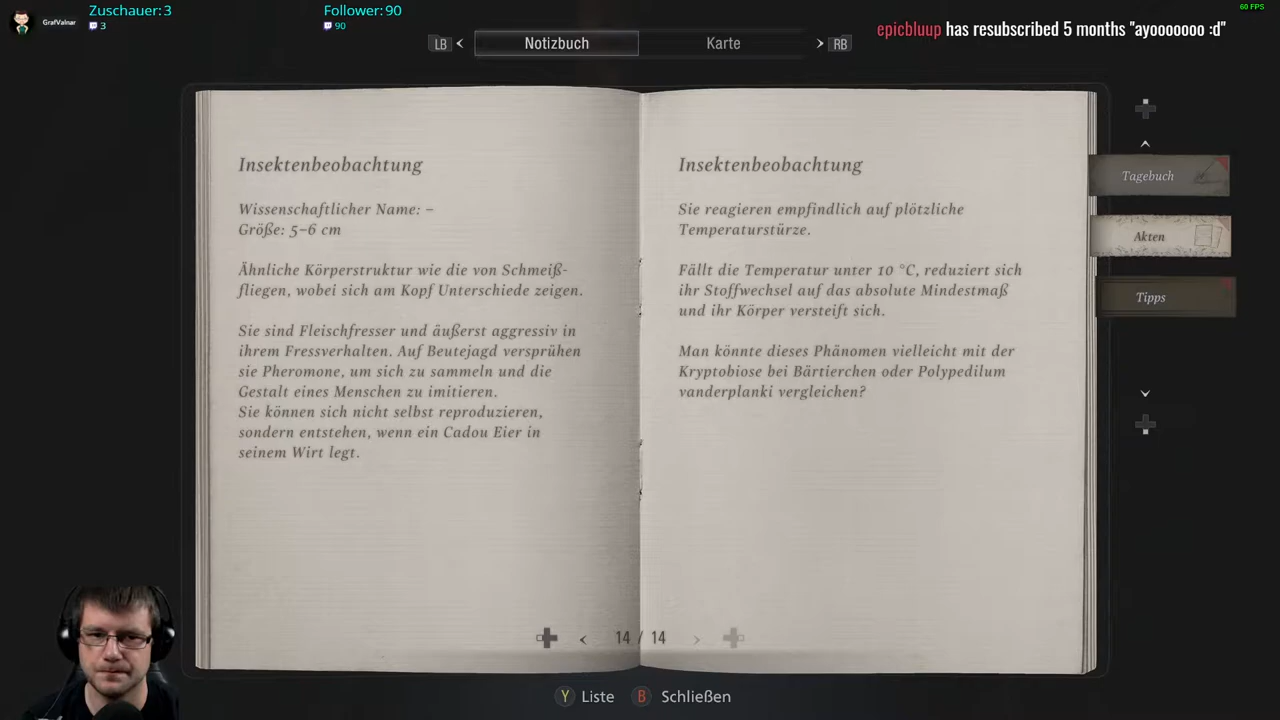 GrafValnar
Zuschauer: 3
3
Follower: 90
90
60 FPS
epicbluup has resubscribed 5 months "ayooooooo :d"
LB
Notizbuch
Karte
RB
Insektenbeobachtung
Wissenschaftlicher Name: –
Größe: 5–6 cm
Ähnliche Körperstruktur wie die von Schmeiß-
fliegen, wobei sich am Kopf Unterschiede zeigen.
Sie sind Fleischfresser und äußerst aggressiv in
ihrem Fressverhalten. Auf Beutejagd versprühen
sie Pheromone, um sich zu sammeln und die
Gestalt eines Menschen zu imitieren.
Sie können sich nicht selbst reproduzieren,
sondern entstehen, wenn ein Cadou Eier in
seinem Wirt legt.
Insektenbeobachtung
Sie reagieren empfindlich auf plötzliche
Temperaturstürze.
Fällt die Temperatur unter 10 °C, reduziert sich
ihr Stoffwechsel auf das absolute Mindestmaß
und ihr Körper versteift sich.
Man könnte dieses Phänomen vielleicht mit der
Kryptobiose bei Bärtierchen oder Polypedilum
vanderplanki vergleichen?
Tagebuch
Akten
Tipps
14 / 14
Y Liste B Schließen